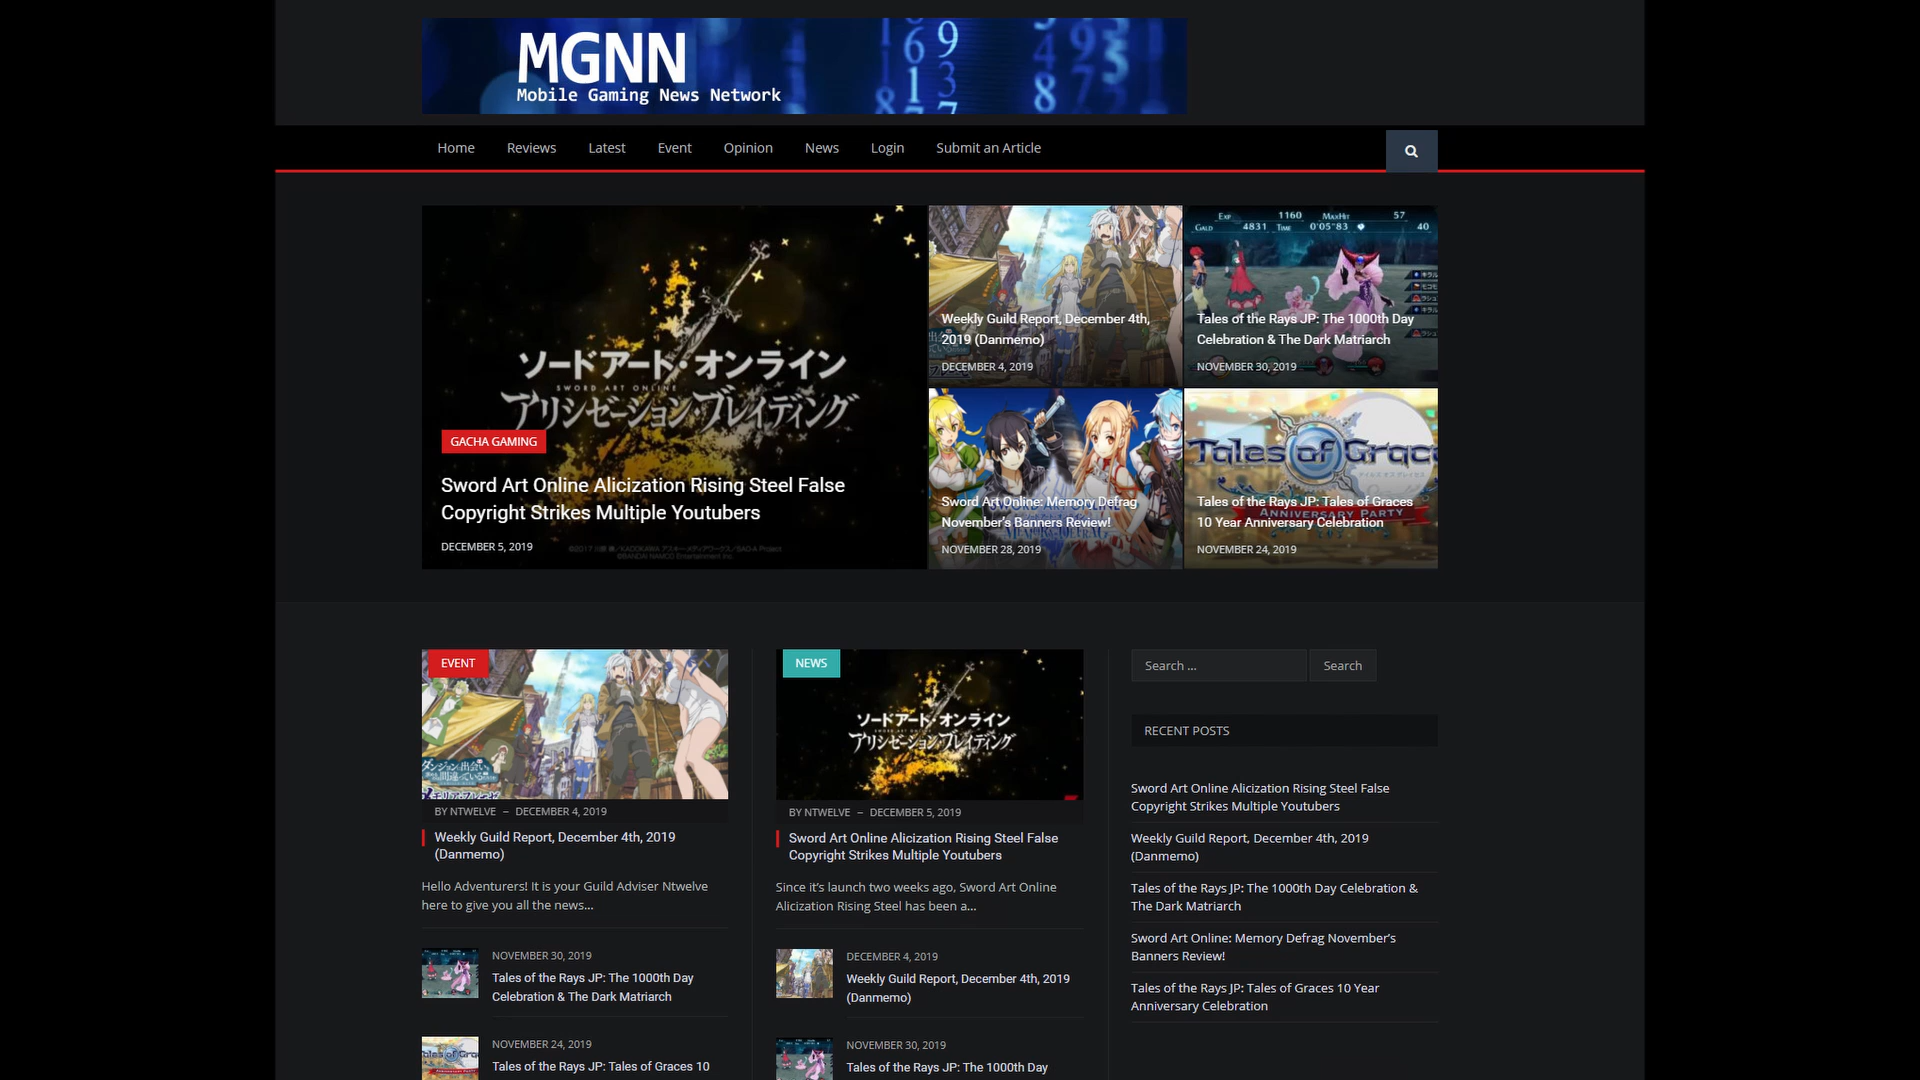 MGNN
Mobile Gaming News Network
Home
Reviews
Latest
Event
Opinion
News
Login
Submit an Article
ソードアート・オンライン
SWORD ART ONLINE
アリシゼーション・ブレイディング
GACHA GAMING
Sword Art Online Alicization Rising Steel False
Copyright Strikes Multiple Youtubers
DECEMBER 5, 2019
Weekly Guild Report, December 4th,
2019 (Danmemo)
DECEMBER 4, 2019
EXP 1160 MAXHIT 57
GALD 4831 TIME 0'05"83 40
Tales of the Rays JP: The 1000th Day
Celebration & The Dark Matriarch
NOVEMBER 30, 2019
Sword Art Online: Memory Defrag
November's Banners Review!
NOVEMBER 28, 2019
Tales of Grac
ANNIVERSARY PARTY
Tales of the Rays JP: Tales of Graces
10 Year Anniversary Celebration
NOVEMBER 24, 2019
EVENT
BY NTWELVE – DECEMBER 4, 2019
Weekly Guild Report, December 4th, 2019
(Danmemo)
Hello Adventurers! It is your Guild Adviser Ntwelve
here to give you all the news...
NOVEMBER 30, 2019
Tales of the Rays JP: The 1000th Day
Celebration & The Dark Matriarch
NOVEMBER 24, 2019
Tales of the Rays JP: Tales of Graces 10
NEWS
ソードアート・オンライン
アリシゼーション・ブレイディング
BY NTWELVE – DECEMBER 5, 2019
Sword Art Online Alicization Rising Steel False
Copyright Strikes Multiple Youtubers
Since it's launch two weeks ago, Sword Art Online
Alicization Rising Steel has been a...
DECEMBER 4, 2019
Weekly Guild Report, December 4th, 2019
(Danmemo)
NOVEMBER 30, 2019
Tales of the Rays JP: The 1000th Day
Search ...
Search
RECENT POSTS
Sword Art Online Alicization Rising Steel False
Copyright Strikes Multiple Youtubers
Weekly Guild Report, December 4th, 2019
(Danmemo)
Tales of the Rays JP: The 1000th Day Celebration &
The Dark Matriarch
Sword Art Online: Memory Defrag November's
Banners Review!
Tales of the Rays JP: Tales of Graces 10 Year
Anniversary Celebration